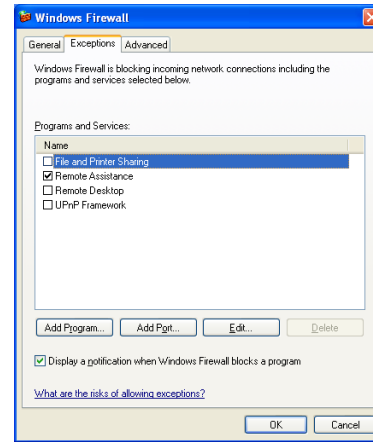 Windows Firewall
General Exceptions Advanced
Windows Firewall is blocking incoming network connections including the
programs and services selected below.
Programs and Services:
Name
File and Printer Sharing
Remote Assistance
Remote Desktop
UPnP Framework
Add Program... Add Port... Edit... Delete
Display a notification when Windows Firewall blocks a program
What are the risks of allowing exceptions?
OK Cancel